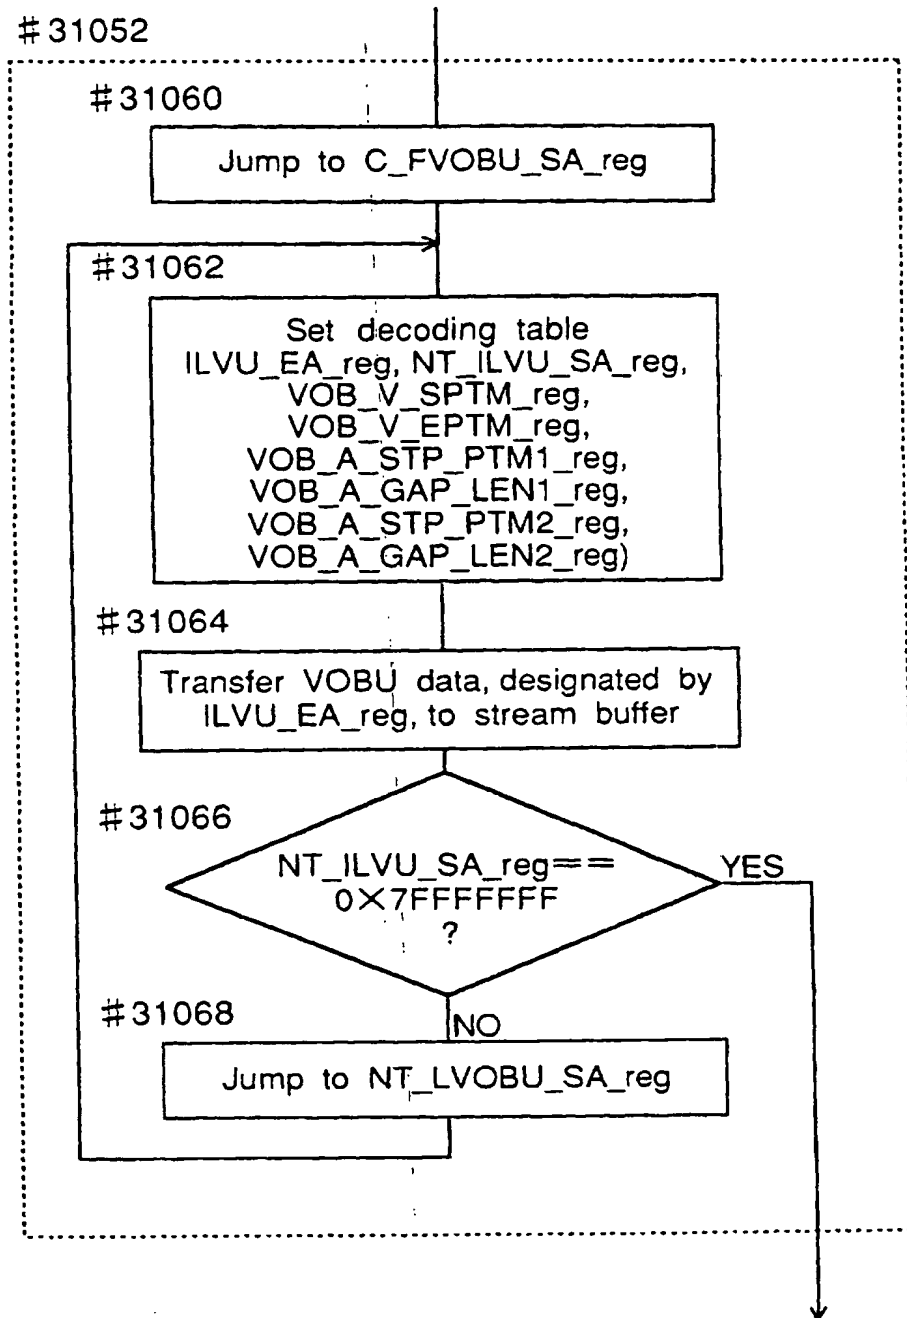 #31052
#31060
Jump to C_FVOBU_SA_reg
#31062
Set decoding table
ILVU_EA_reg, NT_ILVU_SA_reg,
VOB_V_SPTM_reg,
VOB_V_EPTM_reg,
VOB_A_STP_PTM1_reg,
VOB_A_GAP_LEN1_reg,
VOB_A_STP_PTM2_reg,
VOB_A_GAP_LEN2_reg)
#31064
Transfer VOBU data, designated by
ILVU_EA_reg, to stream buffer
#31066
NT_ILVU_SA_reg==
0×7FFFFFFF
?
YES
#31068
NO
Jump to NT_LVOBU_SA_reg